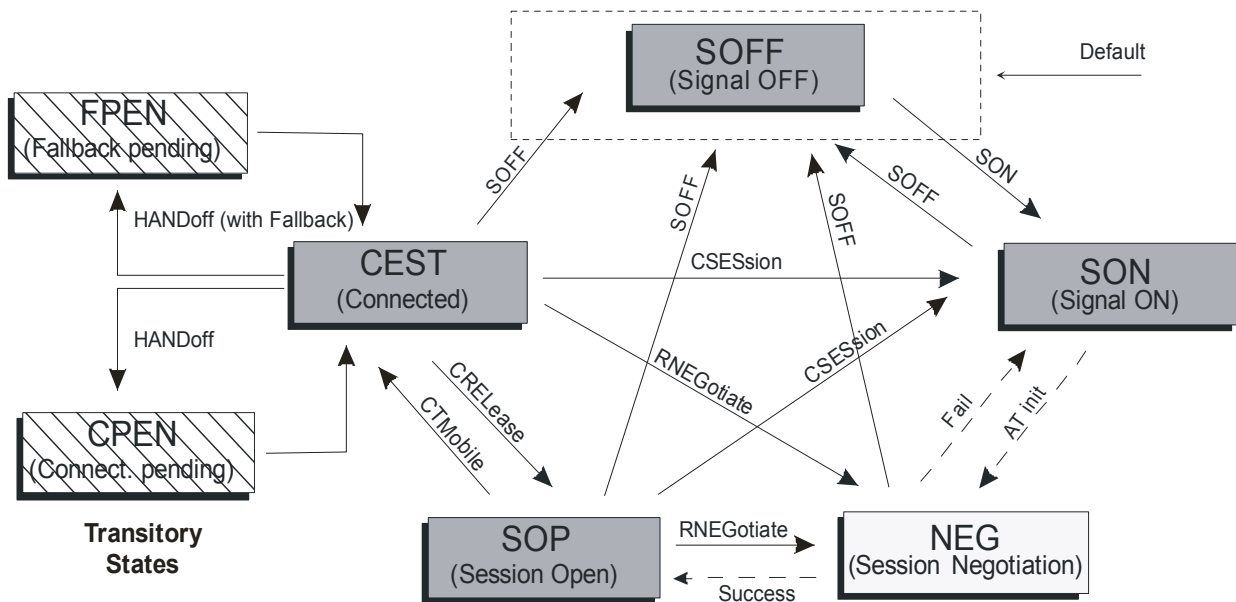 SOFF
(Signal OFF)
Default
FPEN
(Fallback pending)
SOFF
SOFF
SOFF
SOFF
SON
HANDoff (with Fallback)
CEST
(Connected)
CSESsion
SON
(Signal ON)
HANDoff
RNEGotiate
CSESsion
CRELease
CTMobile
Fail
AT init
CPEN
(Connect. pending)
Transitory
States
SOP
(Session Open)
RNEGotiate
Success
NEG
(Session Negotiation)